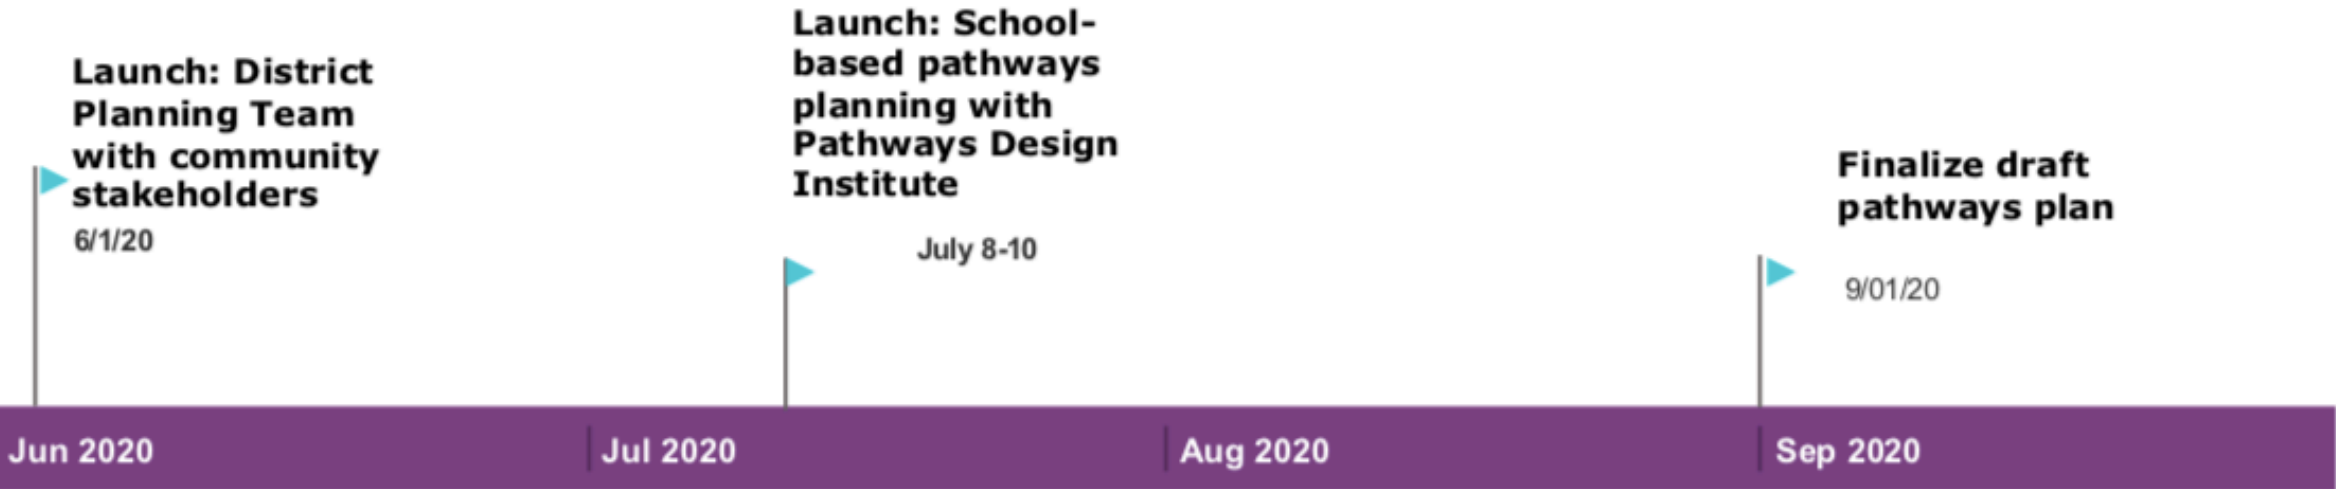 Launch: District
Planning Team
with community
stakeholders
6/1/20
Launch: School-
based pathways
planning with
Pathways Design
Institute
July 8-10
Finalize draft
pathways plan
9/01/20
Jun 2020
Jul 2020
Aug 2020
Sep 2020